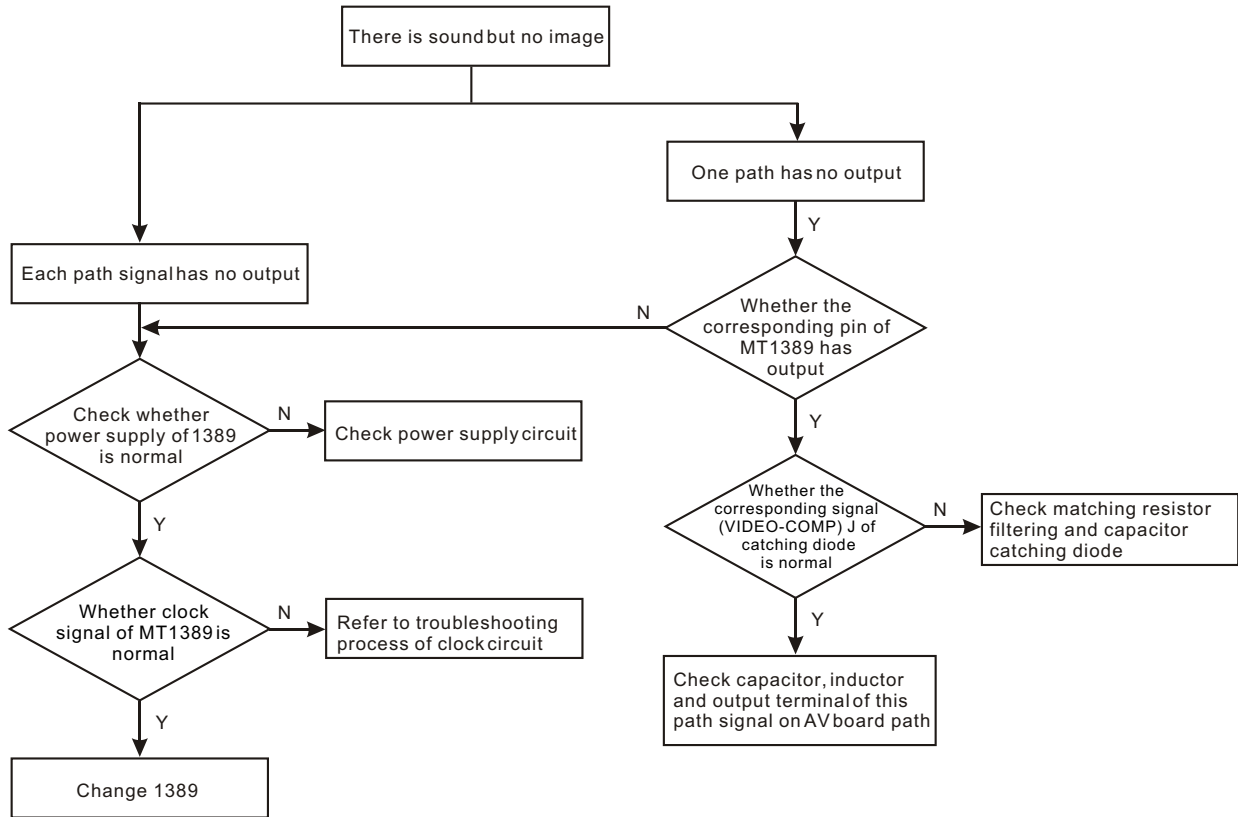 There is sound but no image
One path has no output
Y
Each path signal has no output
N
Whether the
corresponding pin of
MT1389 has
output
Check whether
power supply of 1389
is normal
N
Check power supply circuit
Y
Y
Whether the
corresponding signal
(VIDEO-COMP) J of
catching diode
is normal
N
Check matching resistor
filtering and capacitor
catching diode
Whether clock
signal of MT1389 is
normal
N
Refer to troubleshooting
process of clock circuit
Y
Check capacitor, inductor
and output terminal of this
path signal on AV board path
Y
Change 1389